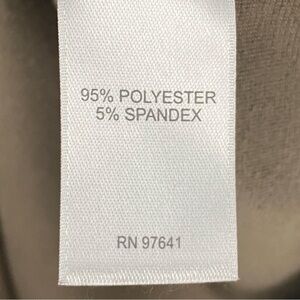 95% POLYESTER
5% SPANDEX
RN 97641